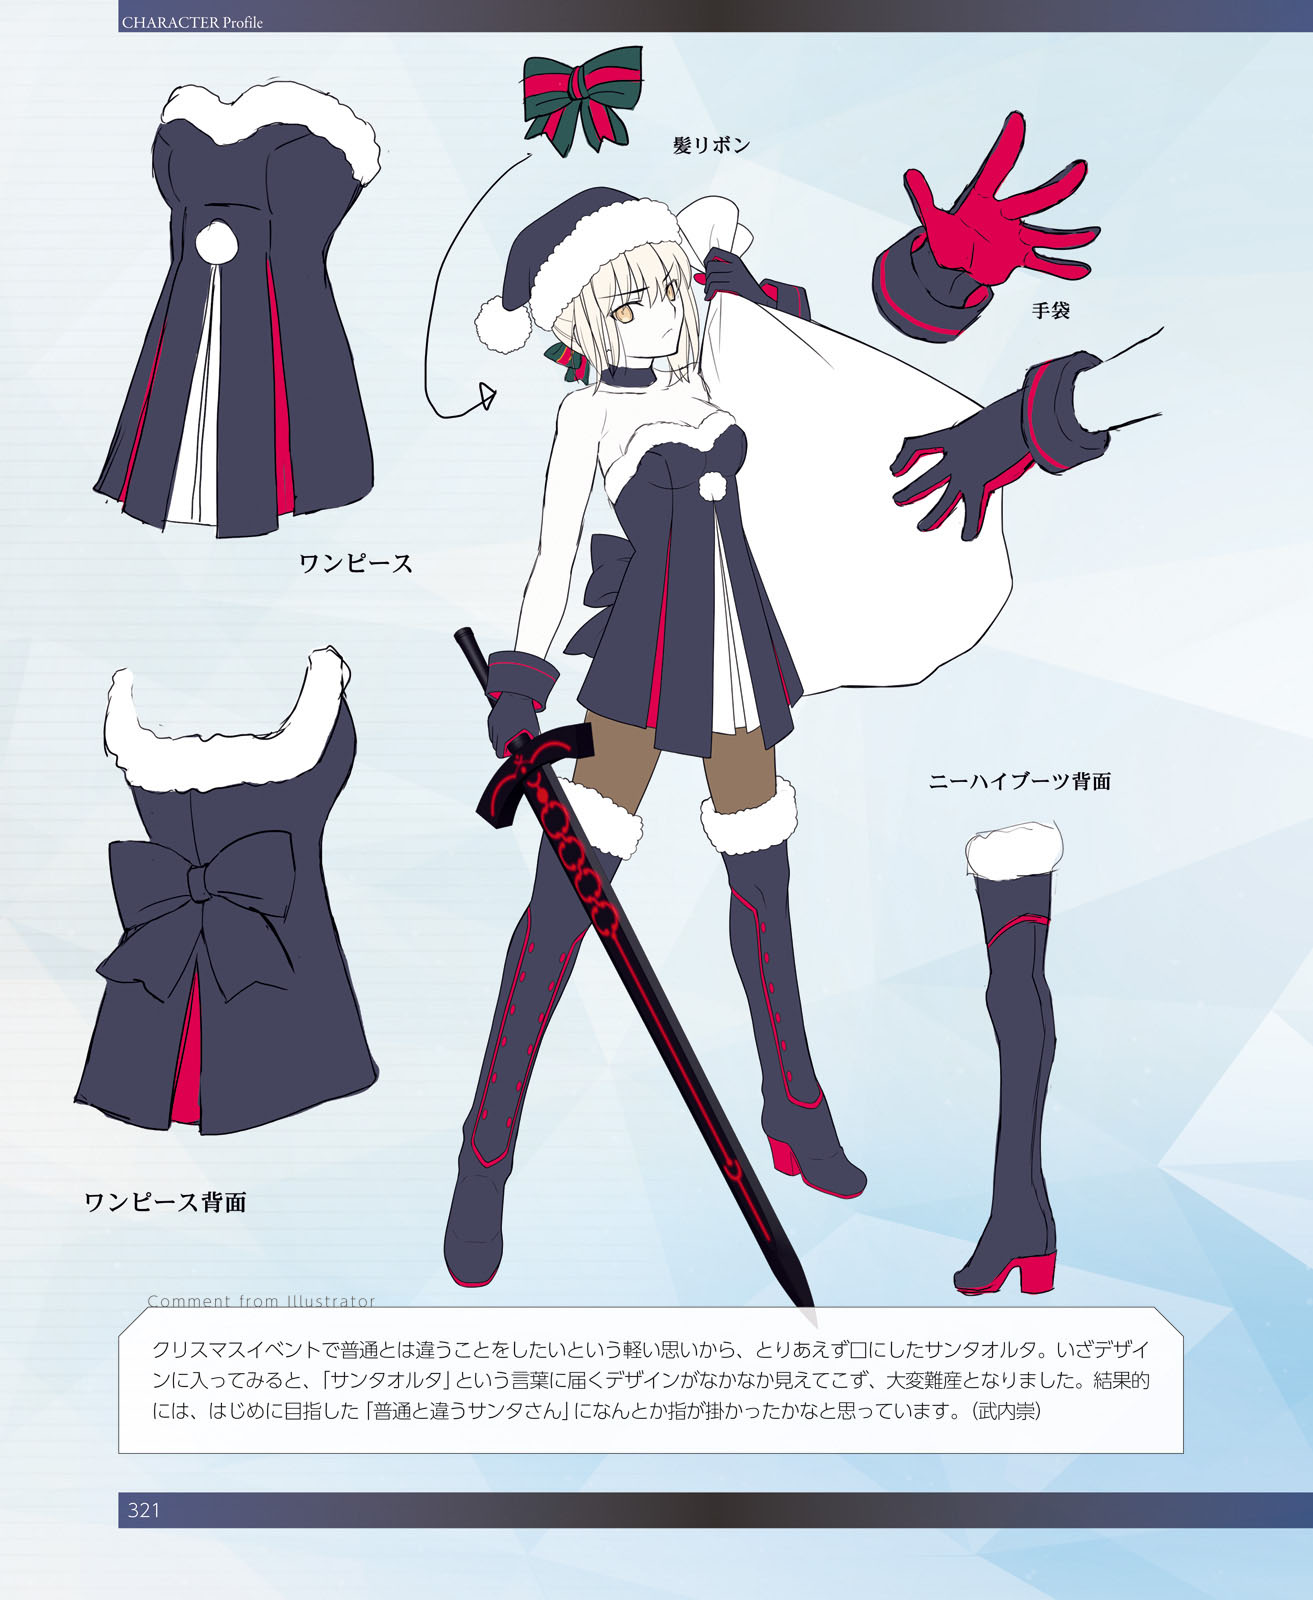 CHARACTER Profile
髪リボン
手袋
ワンピース
ニーハイブーツ背面
ワンピース背面
Comment from Illustrator
クリスマスイベントで普通とは違うことをしたいという軽い思いから、とりあえず口にしたサンタオルタ。いざデザイ
ンに入ってみると、「サンタオルタ」という言葉に届くデザインがなかなか見えてこず、大変難産となりました。結果的
には、はじめに目指した「普通と違うサンタさん」になんとか指が掛かったかなと思っています。（武内崇）
321